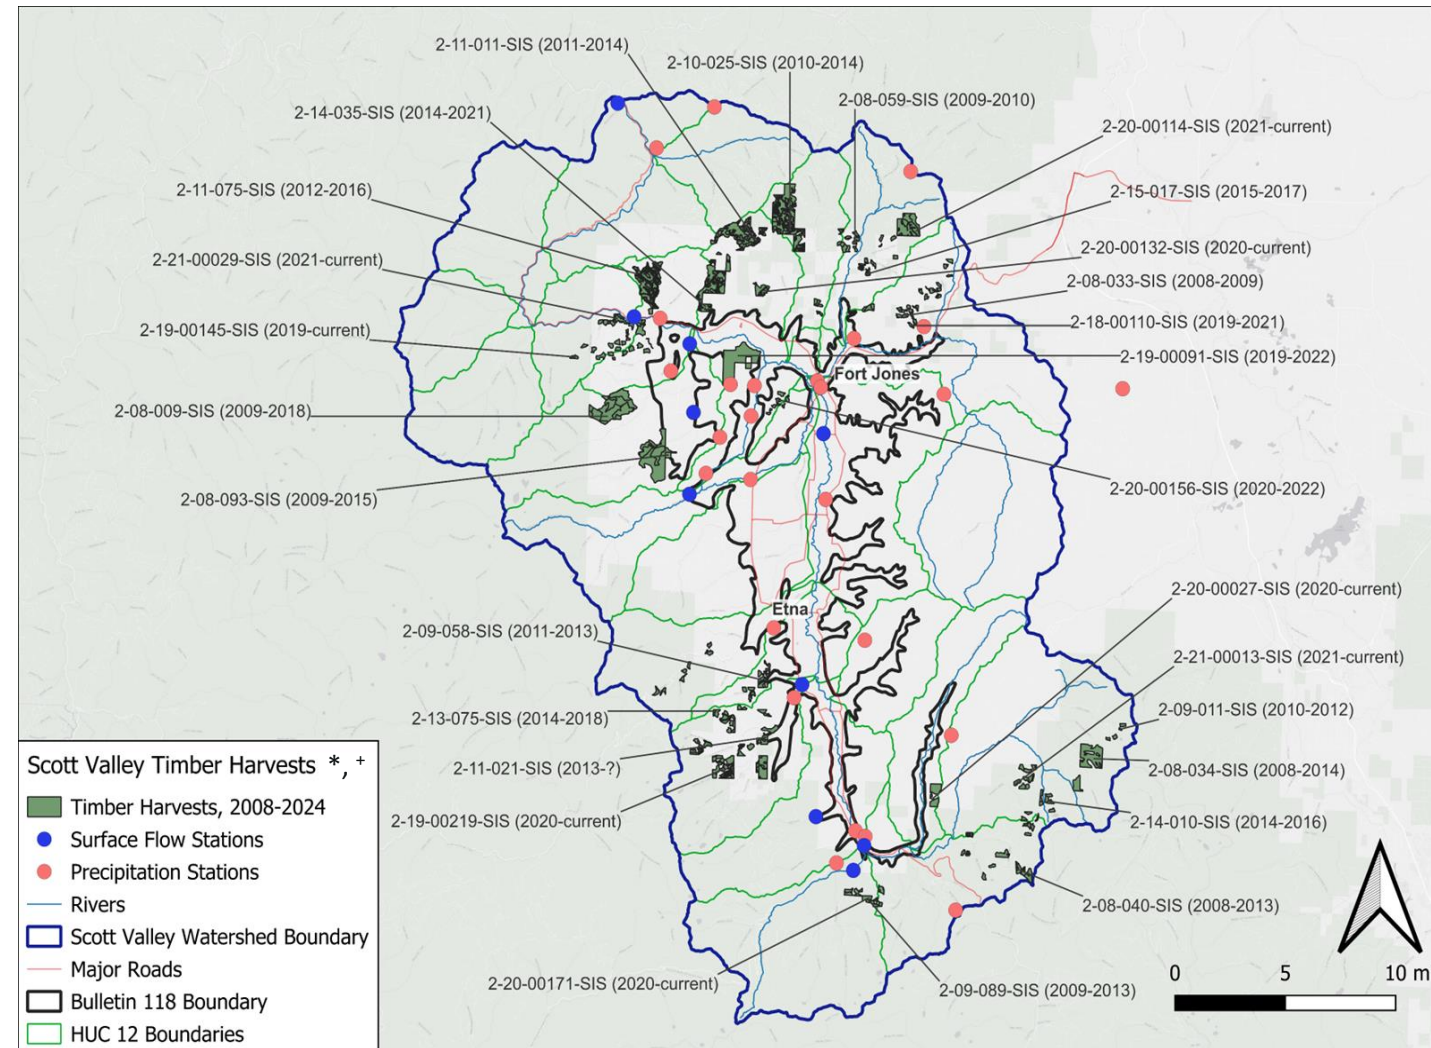 2-11-011-SIS (2011-2014)
2-10-025-SIS (2010-2014)
2-08-059-SIS (2009-2010)
2-14-035-SIS (2014-2021)
2-20-00114-SIS (2021-current)
2-11-075-SIS (2012-2016)
2-15-017-SIS (2015-2017)
2-20-00132-SIS (2020-current)
2-21-00029-SIS (2021-current)
2-08-033-SIS (2008-2009)
2-19-00145-SIS (2019-current)
2-18-00110-SIS (2019-2021)
2-19-00091-SIS (2019-2022)
Fort Jones
2-08-009-SIS (2009-2018)
2-08-093-SIS (2009-2015)
2-20-00156-SIS (2020-2022)
2-20-00027-SIS (2020-current)
Etna
2-09-058-SIS (2011-2013)
2-21-00013-SIS (2021-current)
2-13-075-SIS (2014-2018)
2-09-011-SIS (2010-2012)
2-11-021-SIS (2013-?)
2-08-034-SIS (2008-2014)
2-19-00219-SIS (2020-current)
2-14-010-SIS (2014-2016)
2-08-040-SIS (2008-2013)
2-20-00171-SIS (2020-current)
2-09-089-SIS (2009-2013)
Scott Valley Timber Harvests *, +
Timber Harvests, 2008-2024
Surface Flow Stations
Precipitation Stations
Rivers
Scott Valley Watershed Boundary
Major Roads
Bulletin 118 Boundary
HUC 12 Boundaries
0 5 10 m